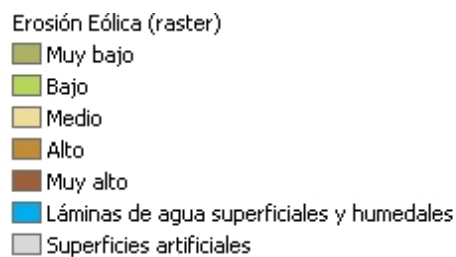 Erosión Eólica (raster)
Muy bajo
Bajo
Medio
Alto
Muy alto
Láminas de agua superficiales y humedales
Superficies artificiales